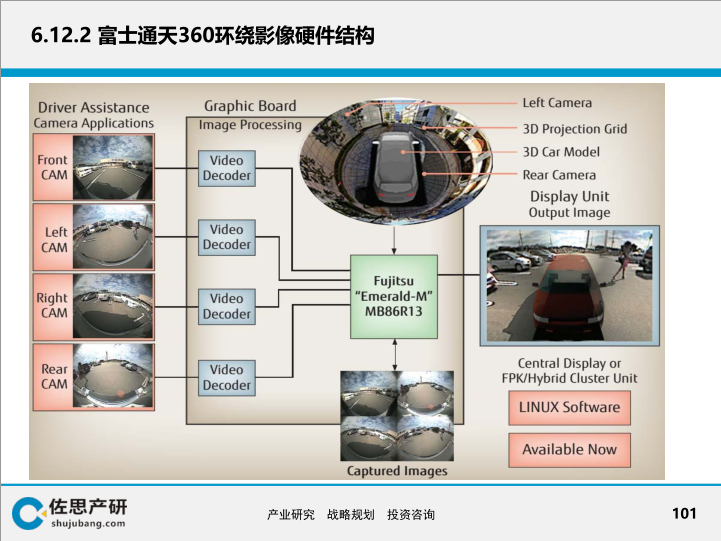 6.12.2 富士通天360环绕影像硬件结构
Driver Assistance
Camera Applications
Front
CAM
Left
CAM
Right
CAM
Rear
CAM
Graphic Board
Image Processing
Video
Decoder
Video
Decoder
Video
Decoder
Video
Decoder
Left Camera
3D Projection Grid
3D Car Model
Rear Camera
Fujitsu
“Emerald-M”
MB86R13
Captured Images
Display Unit
Output Image
Central Display or
FPK/Hybrid Cluster Unit
LINUX Software
Available Now
佐思产研
shujubang.com
产业研究 战略规划 投资咨询
101